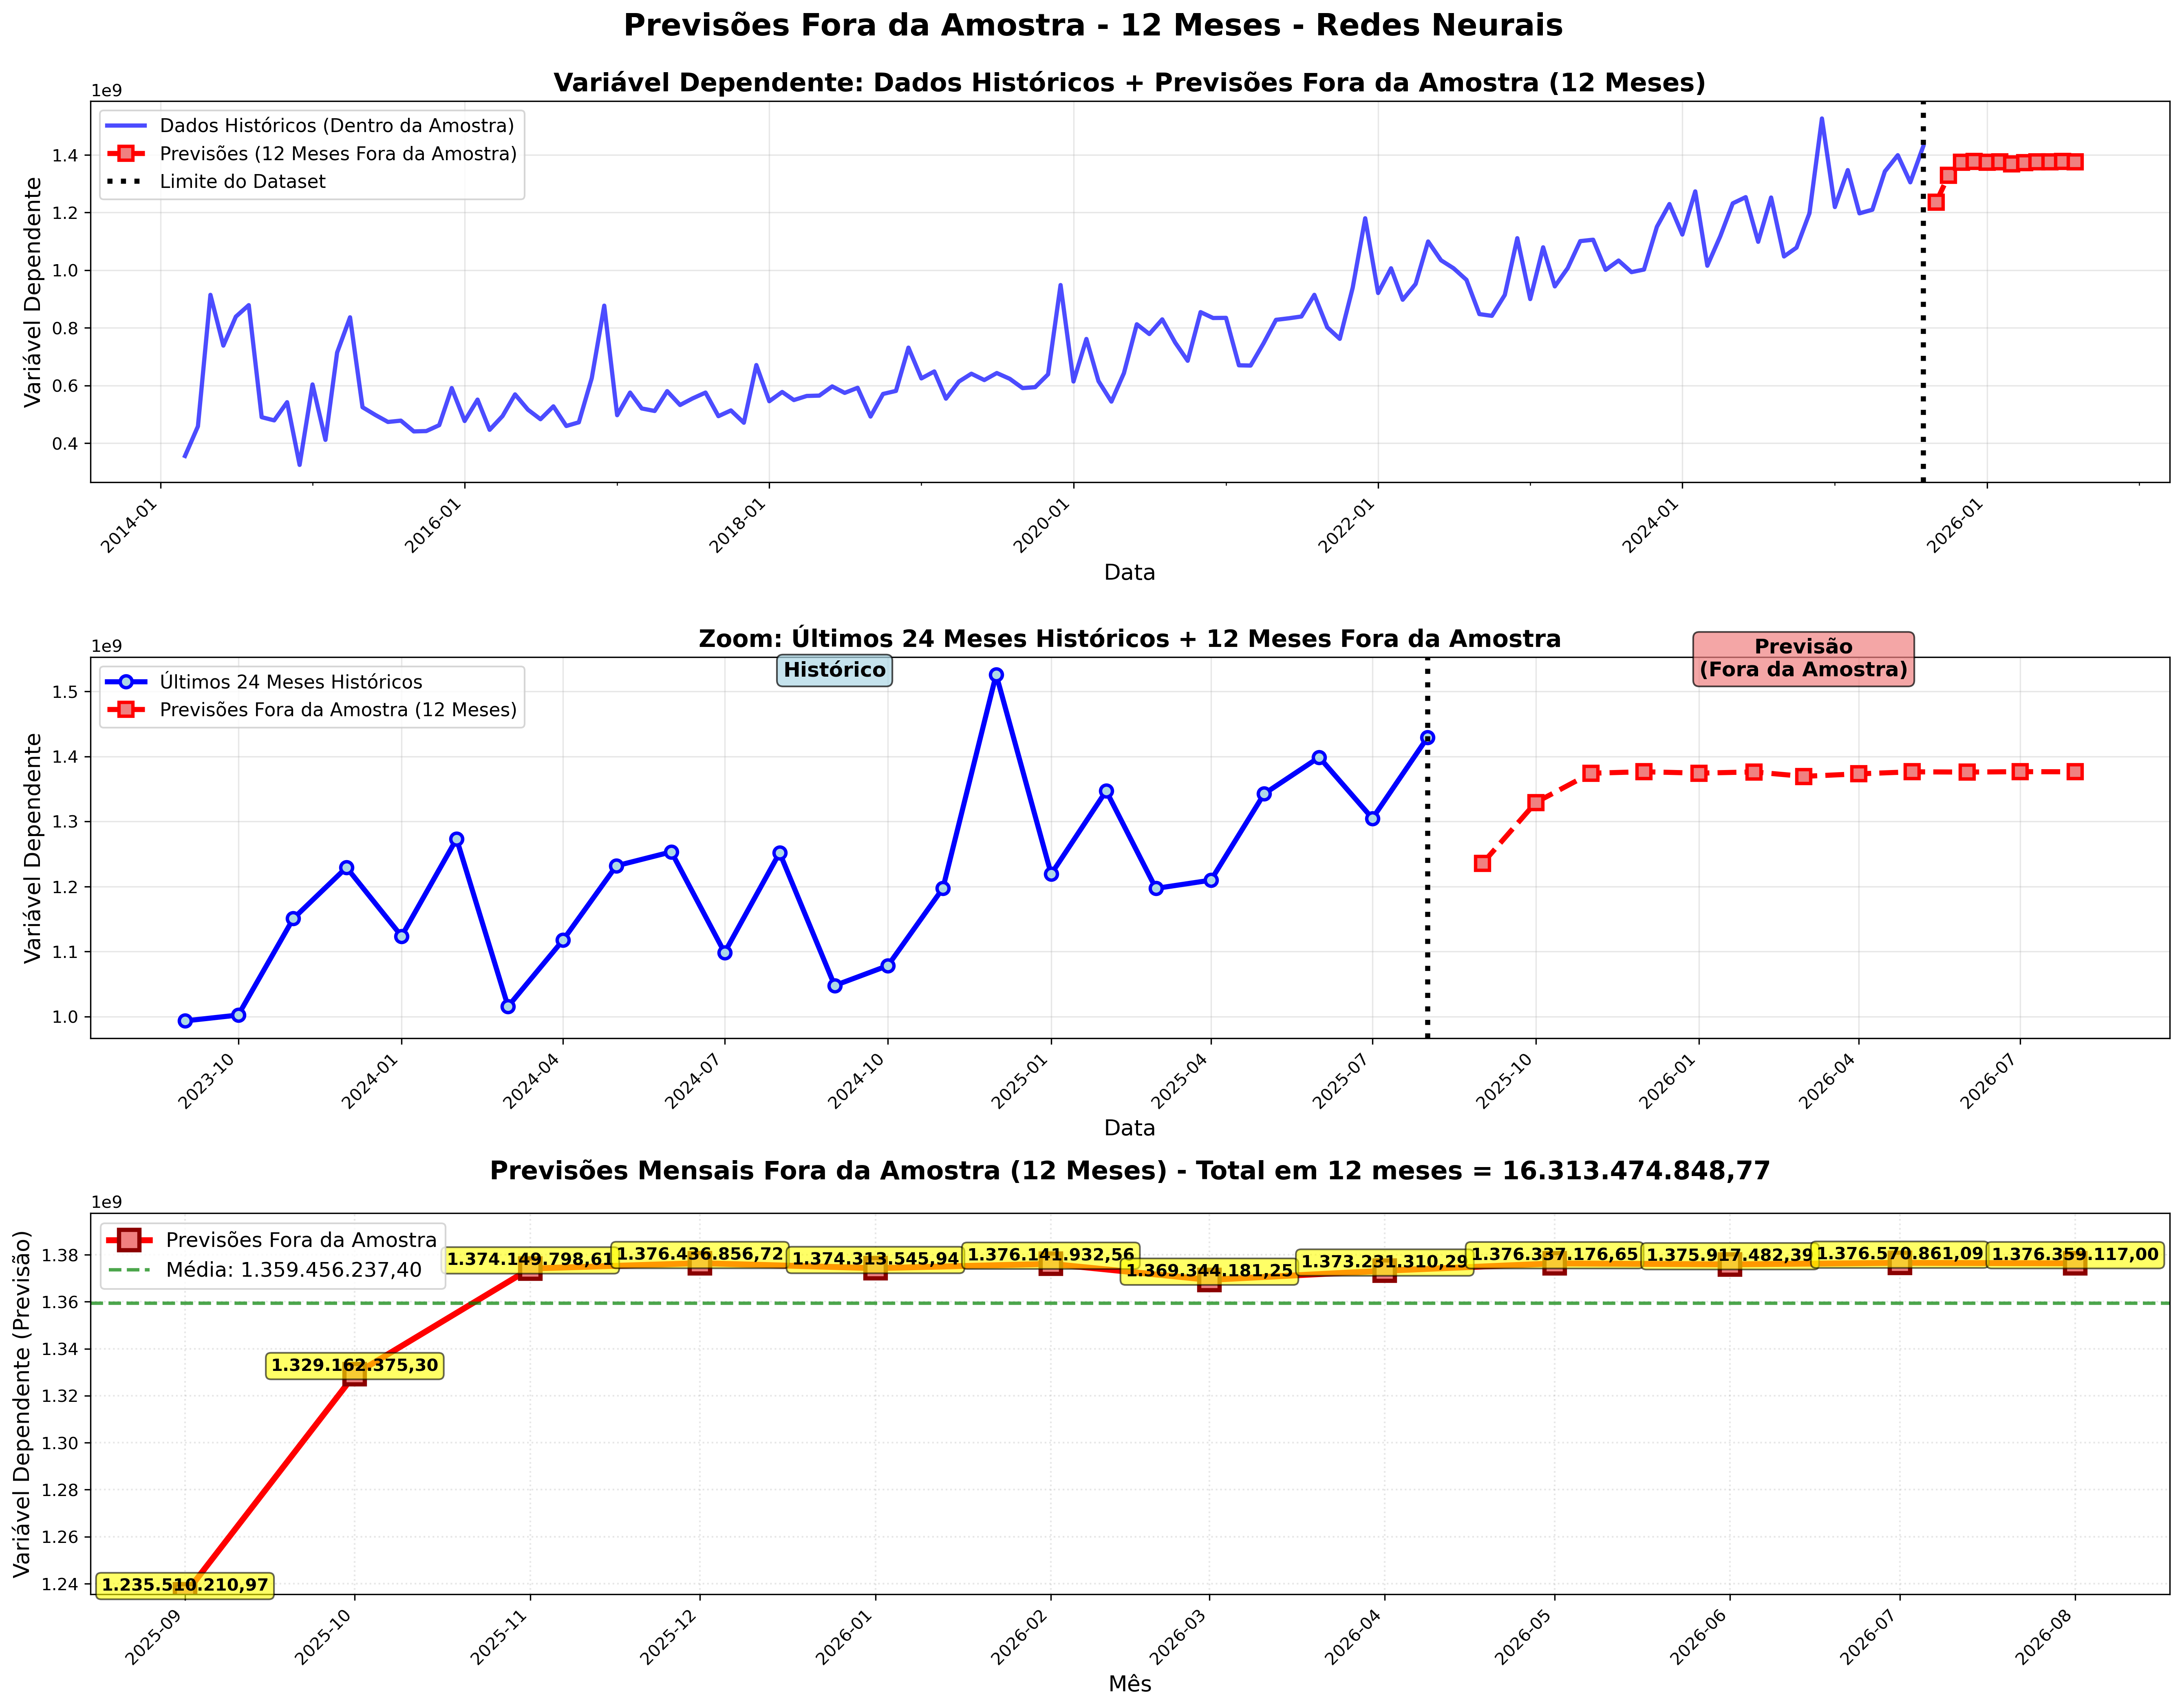 Previsões Fora da Amostra - 12 Meses - Redes Neurais
Variável Dependente: Dados Históricos + Previsões Fora da Amostra (12 Meses)
1e9
Dados Históricos (Dentro da Amostra)
Previsões (12 Meses Fora da Amostra)
Limite do Dataset
Variável Dependente
1.4
1.2
1.0
0.8
0.6
0.4
2014-01
2016-01
2018-01
2020-01
2022-01
2024-01
2026-01
Data
Zoom: Últimos 24 Meses Históricos + 12 Meses Fora da Amostra
1e9
Últimos 24 Meses Históricos
Previsões Fora da Amostra (12 Meses)
Histórico
Previsão
(Fora da Amostra)
Variável Dependente
1.5
1.4
1.3
1.2
1.1
1.0
2023-10
2024-01
2024-04
2024-07
2024-10
2025-01
2025-04
2025-07
2025-10
2026-01
2026-04
2026-07
Data
Previsões Mensais Fora da Amostra (12 Meses) - Total em 12 meses = 16.313.474.848,77
1e9
Previsões Fora da Amostra
Média: 1.359.456.237,40
Variável Dependente (Previsão)
1.38
1.36
1.34
1.32
1.30
1.28
1.26
1.24
1.235.510.210,97
1.329.162.375,30
1.374.149.798,61
1.376.436.856,72
1.374.313.545,94
1.376.141.932,56
1.369.344.181,25
1.373.231.310,29
1.376.337.176,65
1.375.917.482,39
1.376.570.861,09
1.376.359.117,00
2025-09
2025-10
2025-11
2025-12
2026-01
2026-02
2026-03
2026-04
2026-05
2026-06
2026-07
2026-08
Mês